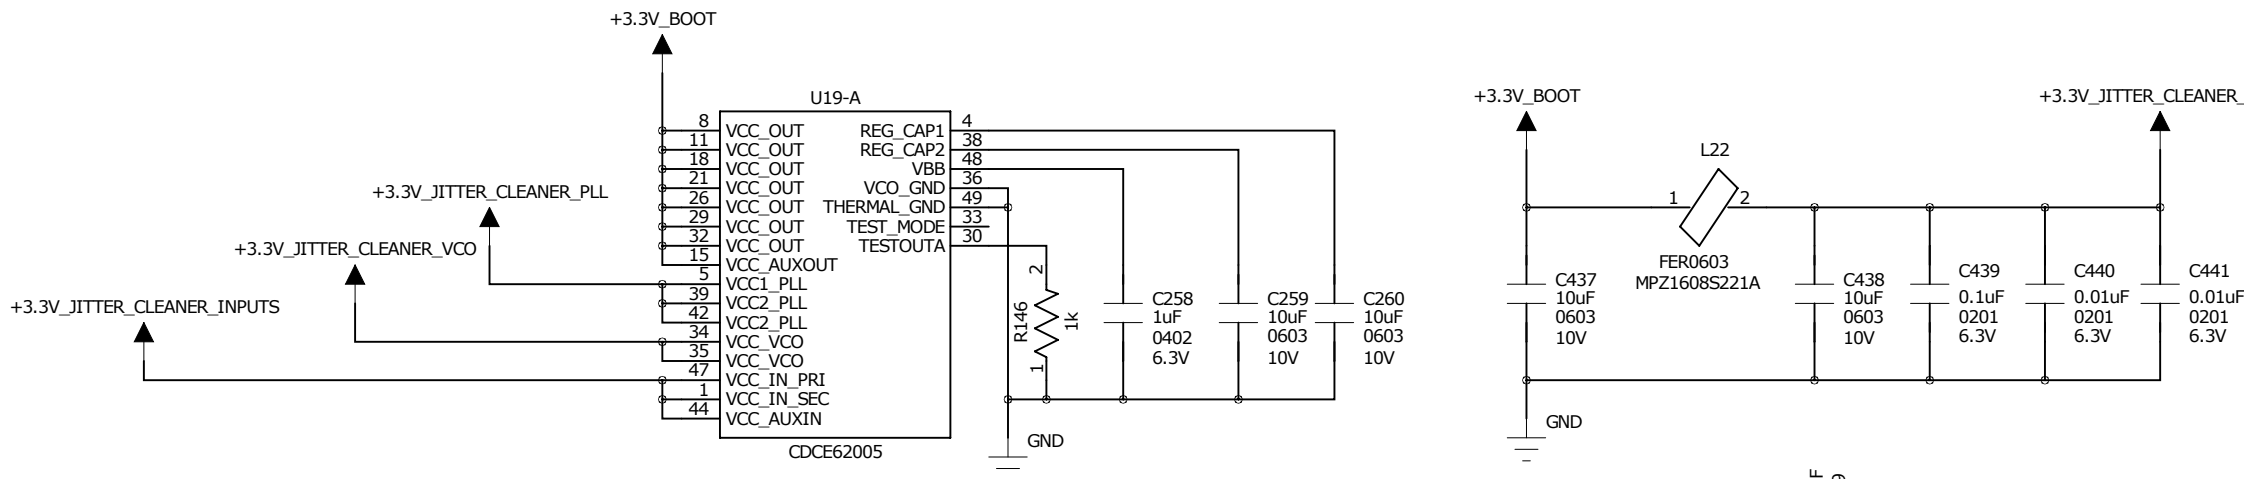 +3.3V_BOOT
U19-A
8 VCC_OUT REG_CAP1 4
11 VCC_OUT REG_CAP2 38
18 VCC_OUT VBB 48
21 VCC_OUT VCO_GND 36
26 VCC_OUT THERMAL_GND 49
29 VCC_OUT TEST_MODE 33
32 VCC_OUT TESTOUTA 30
15 VCC_AUXOUT
5 VCC1_PLL
39 VCC2_PLL
42 VCC2_PLL
34 VCC_VCO
35 VCC_VCO
47 VCC_IN_PRI
1 VCC_IN_SEC
44 VCC_AUXIN
CDCE62005
+3.3V_JITTER_CLEANER_PLL
+3.3V_JITTER_CLEANER_VCO
+3.3V_JITTER_CLEANER_INPUTS
2
R146
1k
1
C258
1uF
0402
6.3V
C259
10uF
0603
10V
C260
10uF
0603
10V
GND
+3.3V_BOOT
+3.3V_JITTER_CLEANER_
L22
1 2
FER0603
MPZ1608S221A
C437
10uF
0603
10V
C438
10uF
0603
10V
C439
0.1uF
0201
6.3V
C440
0.01uF
0201
6.3V
C441
0.01uF
0201
6.3V
GND